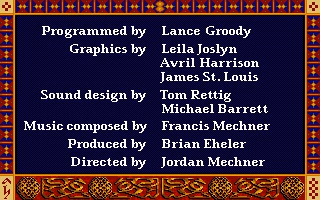 Programmed by Lance Groody
Graphics by Leila Joslyn
Avril Harrison
James St. Louis
Sound design by Tom Rettig
Michael Barrett
Music composed by Francis Mechner
Produced by Brian Eheler
Directed by Jordan Mechner